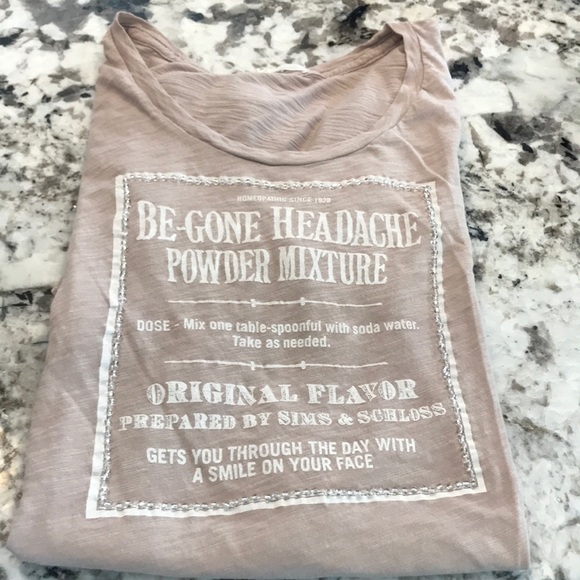 HOMEOPATHIC SINCE 1920
BE-GONE HEADACHE
POWDER MIXTURE
DOSE - Mix one table-spoonful with soda water.
Take as needed.
ORIGINAL FLAVOR
PREPARED BY SIMS & SCHLOSS
GETS YOU THROUGH THE DAY WITH
A SMILE ON YOUR FACE